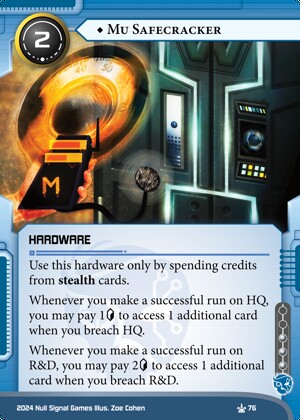 2
⬥ Mu Safecracker
M
HARDWARE
Use this hardware only by spending credits
from stealth cards.
Whenever you make a successful run on HQ,
you may pay 1 to access 1 additional card
when you breach HQ.
Whenever you make a successful run on
R&D, you may pay 2 to access 1 additional
card when you breach R&D.
2024 Null Signal Games Illus. Zoe Cohen
76